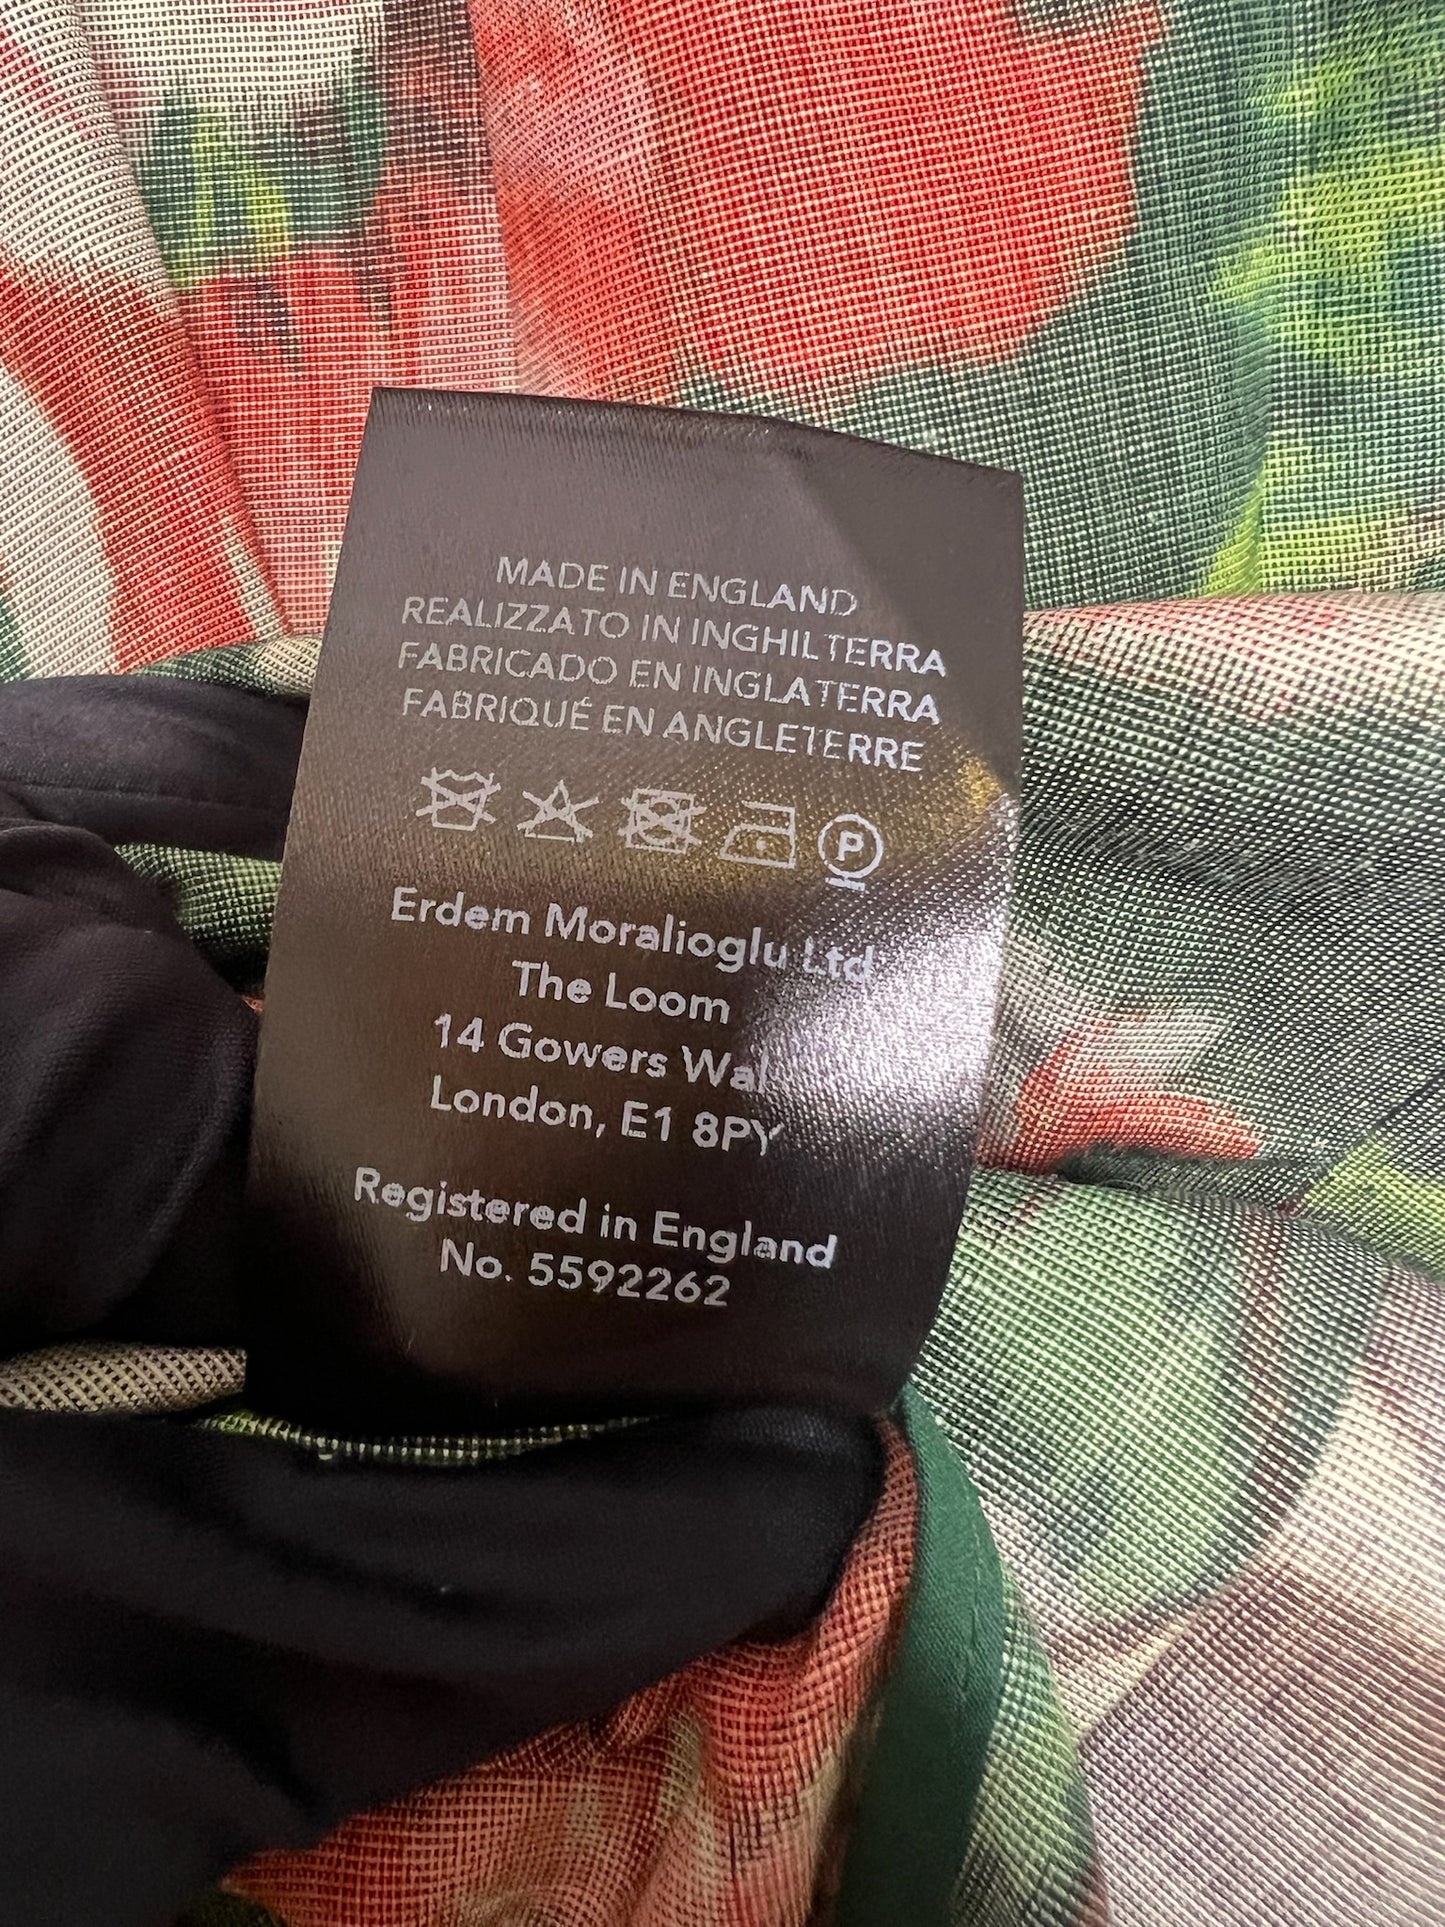 MADE IN ENGLAND
REALIZZATO IN INGHILTERRA
FABRICADO EN INGLATERRA
FABRIQUÉ EN ANGLETERRE
P
Erdem Moralioglu Ltd
The Loom
14 Gowers Wal
London, E1 8PY
Registered in England
No. 5592262